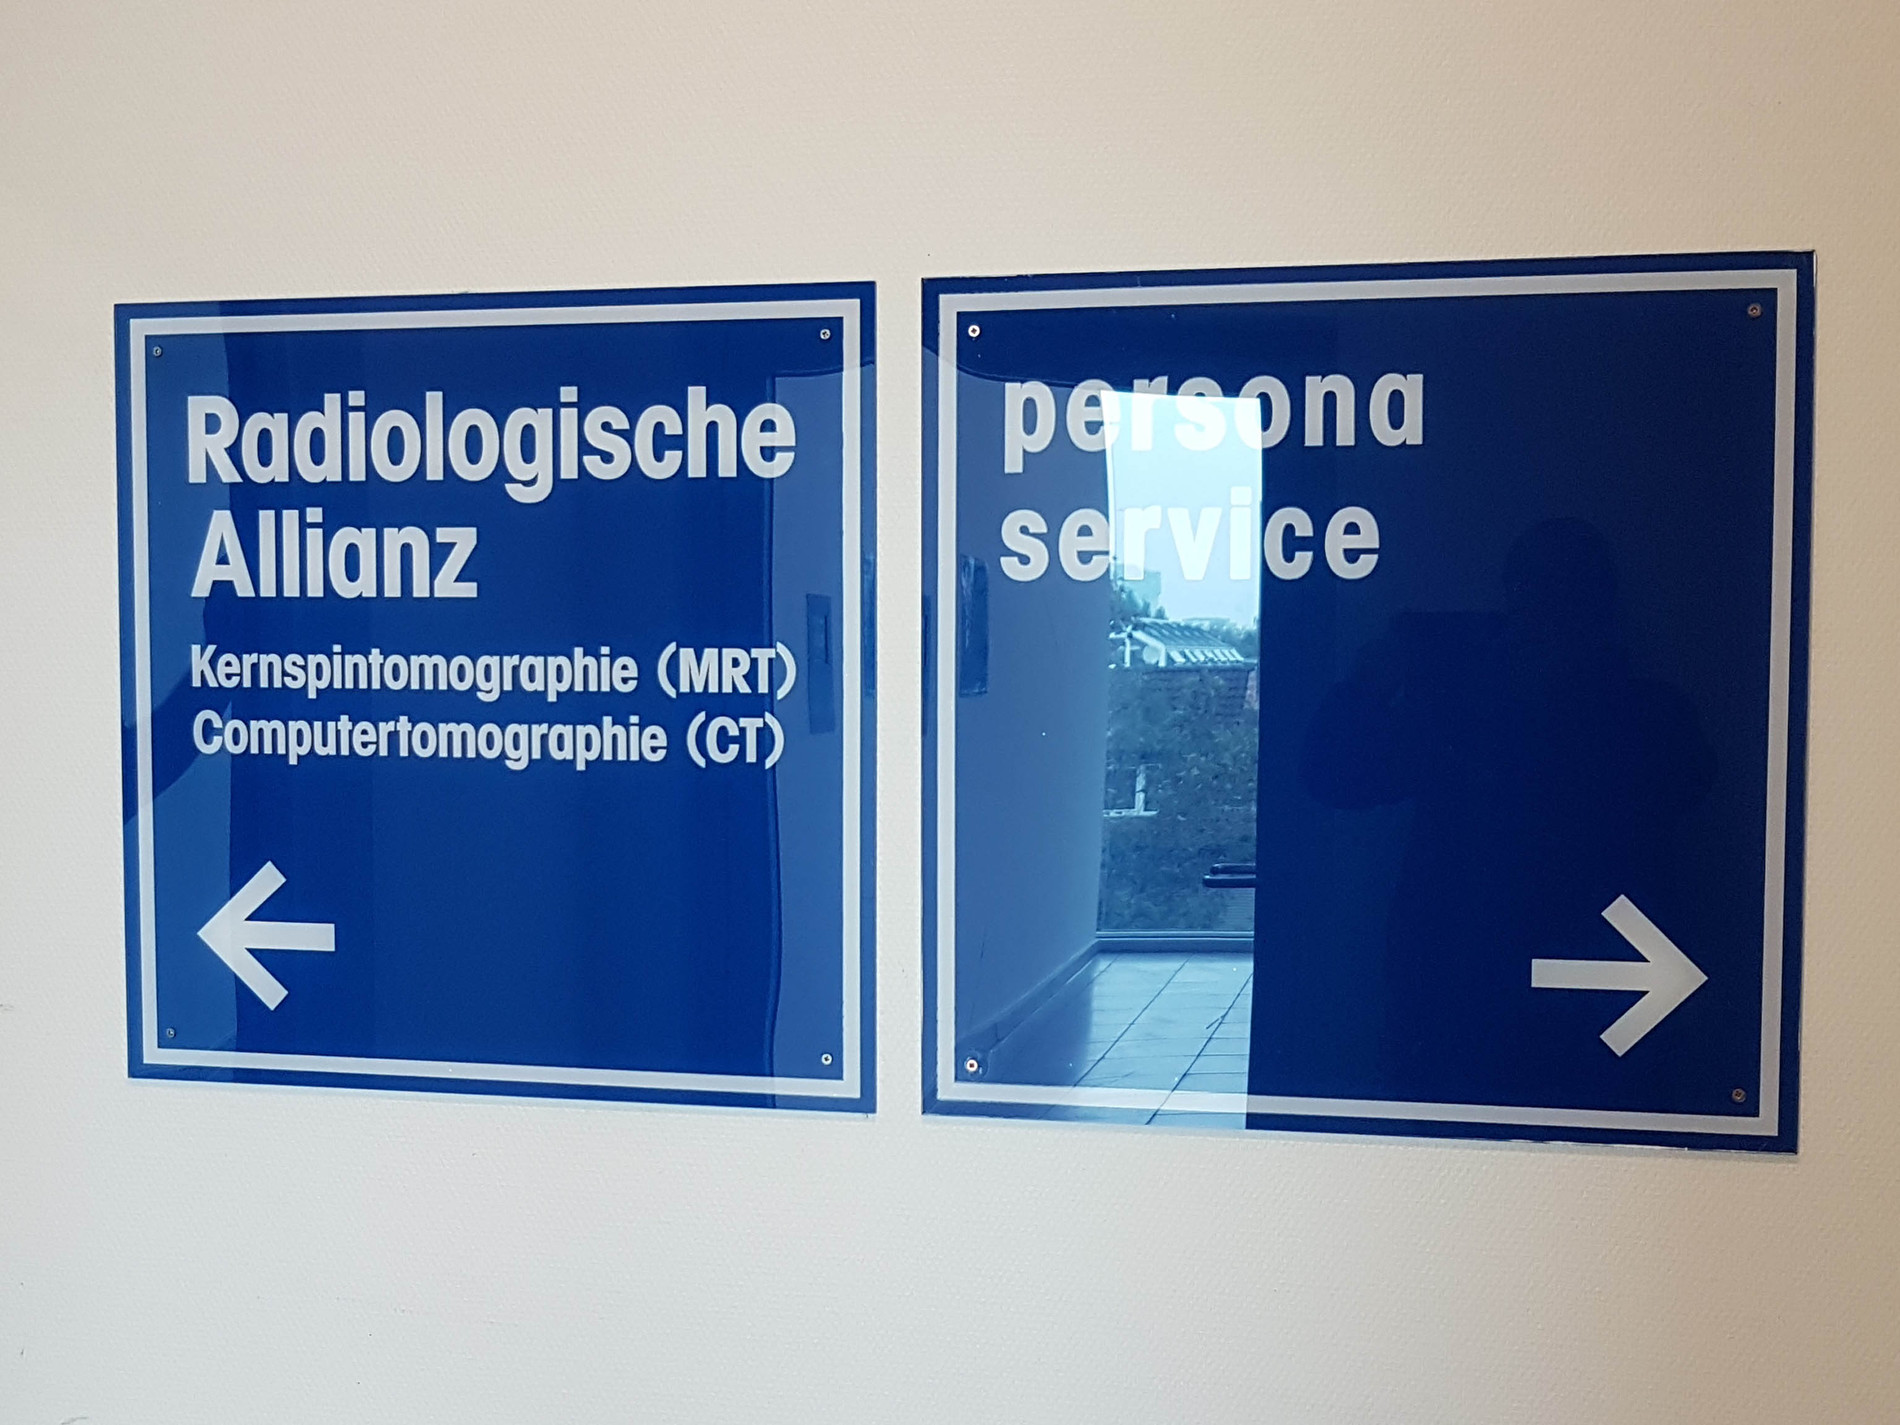 Radiologische
Allianz
Kernspintomographie (MRT)
Computertomographie (CT)
persona
service